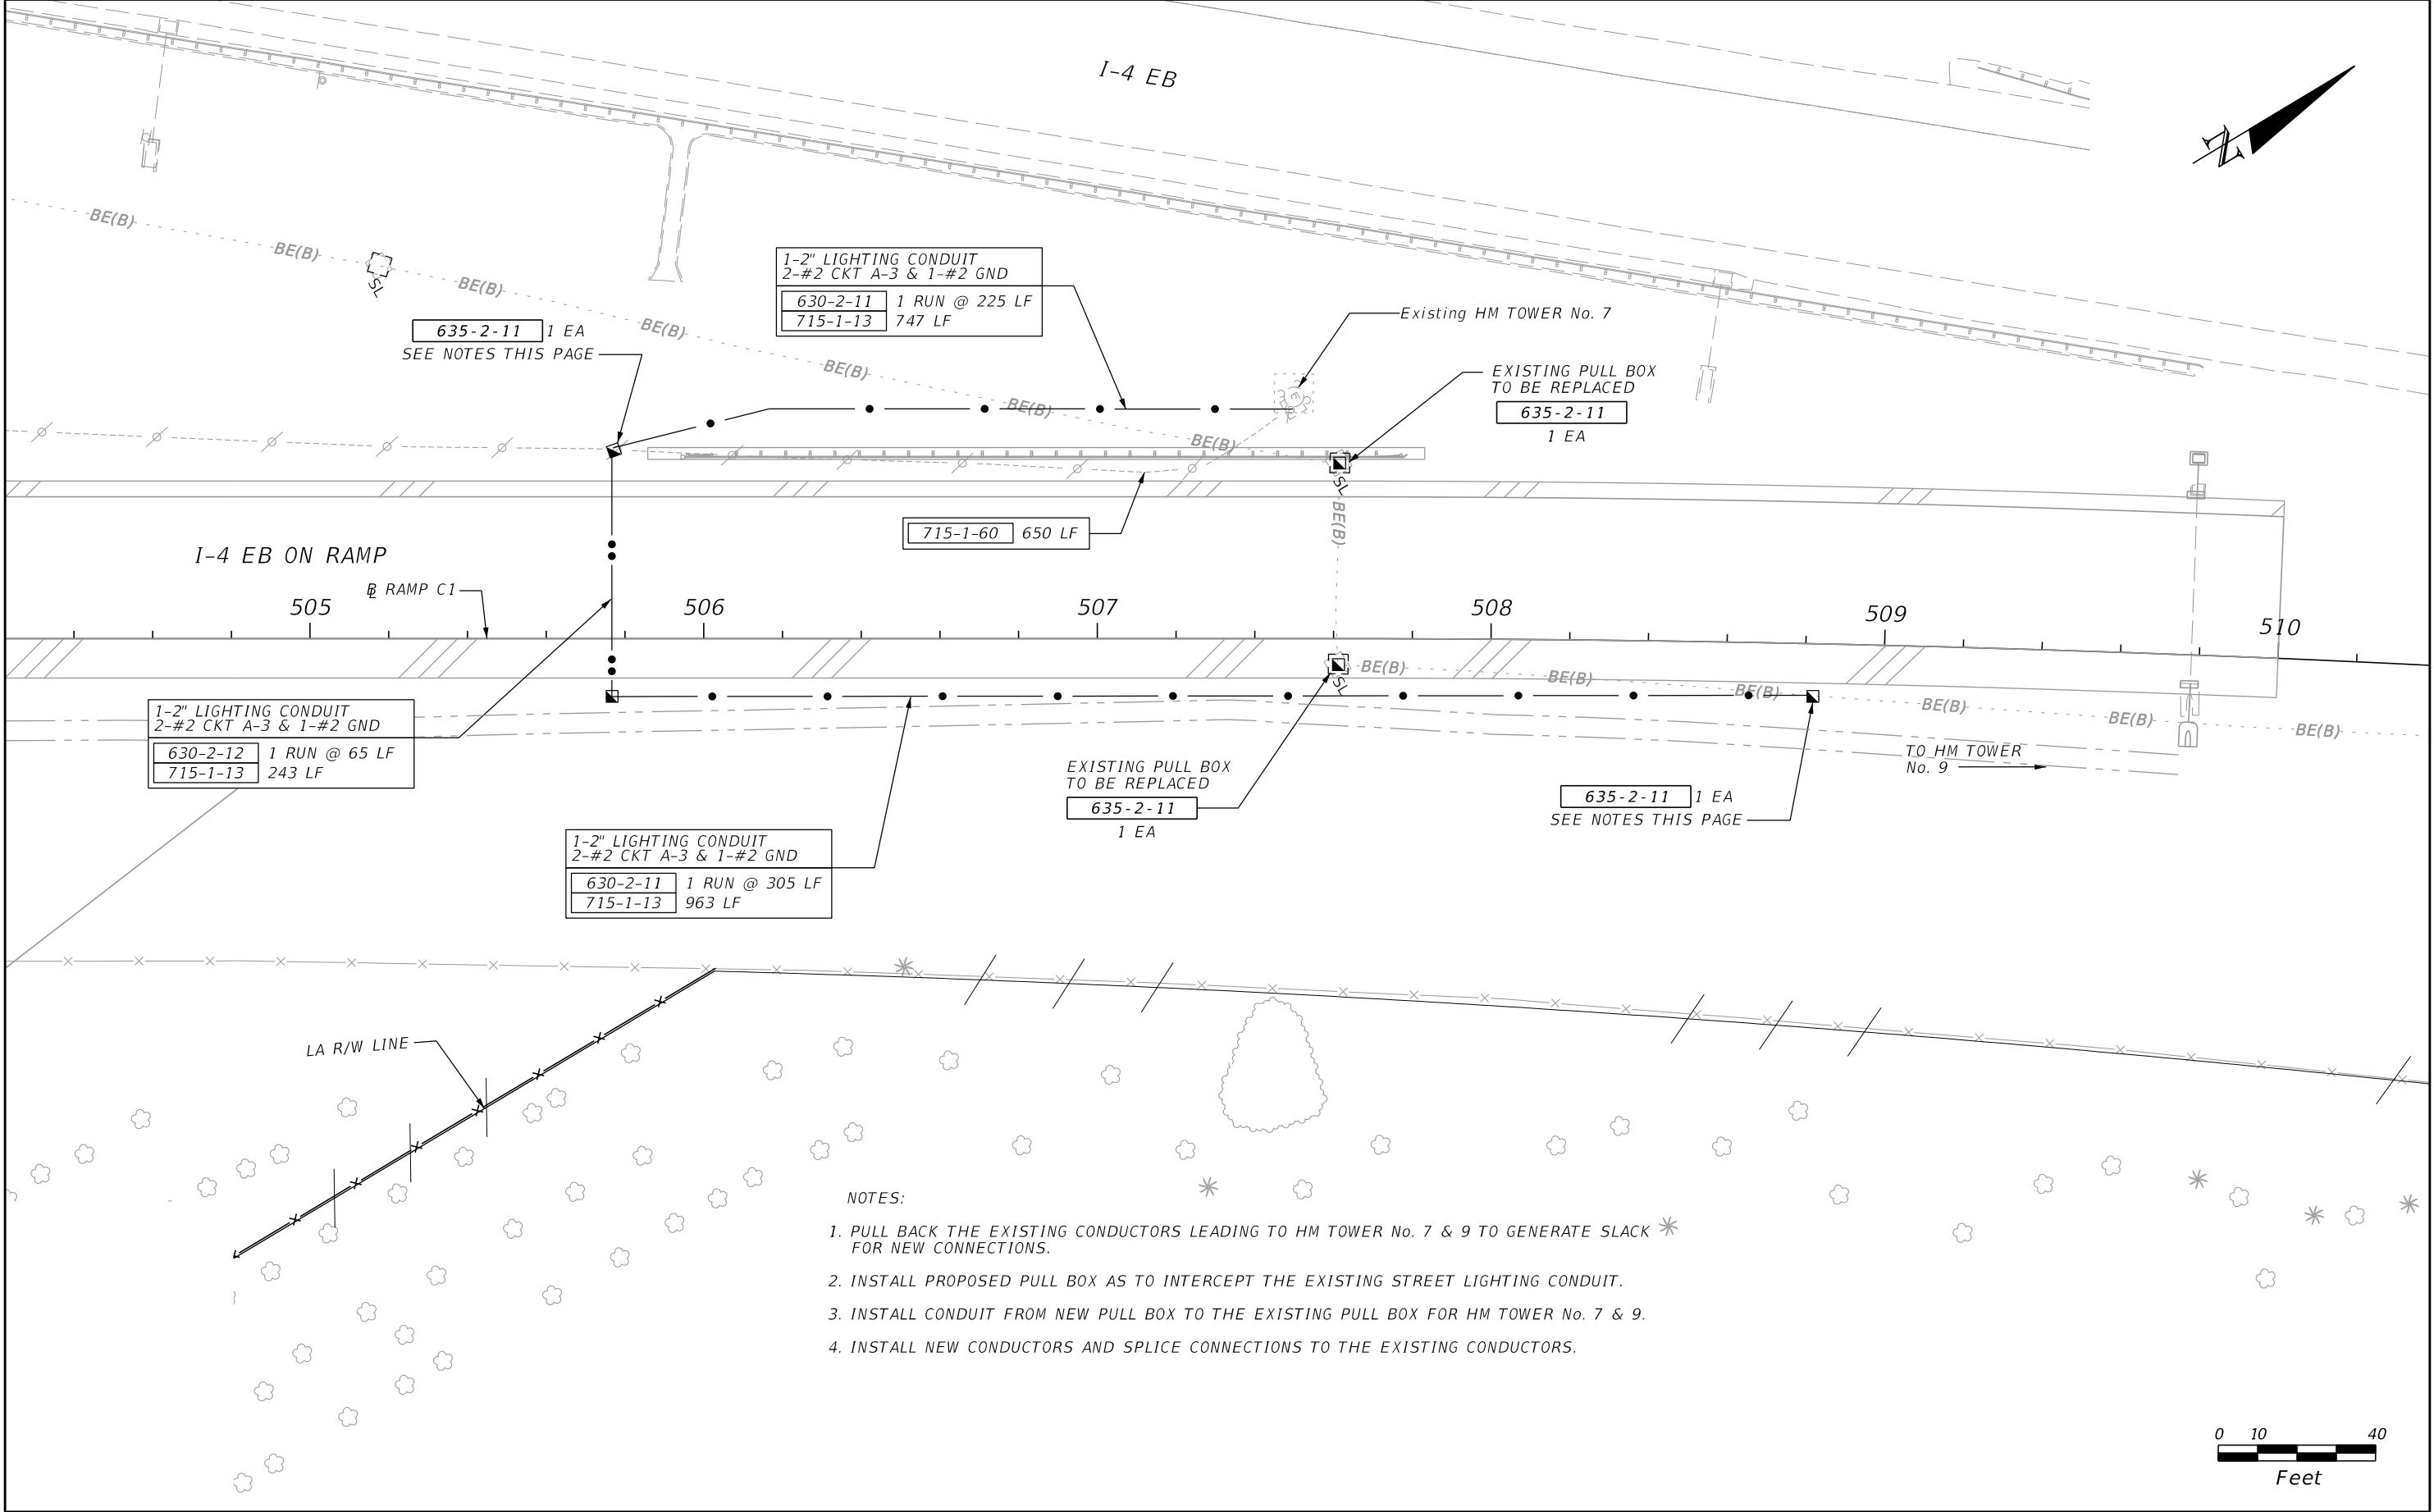 I-4 EB
N
BE(B)
BE(B)
BE(B)
BE(B)
BE(B)
BE(B)
BE(B)
BE(B)
SL
635-2-11 1 EA
SEE NOTES THIS PAGE
1-2" LIGHTING CONDUIT
2-#2 CKT A-3 & 1-#2 GND
630-2-11 1 RUN @ 225 LF
715-1-13 747 LF
Existing HM TOWER No. 7
EXISTING PULL BOX
TO BE REPLACED
635-2-11
1 EA
SL
715-1-60 650 LF
I-4 EB ON RAMP
BL RAMP C1
505
506
507
508
509
510
SL
BE(B)
BE(B)
BE(B)
BE(B)
BE(B)
BE(B)
1-2" LIGHTING CONDUIT
2-#2 CKT A-3 & 1-#2 GND
630-2-12 1 RUN @ 65 LF
715-1-13 243 LF
EXISTING PULL BOX
TO BE REPLACED
635-2-11
1 EA
TO HM TOWER
No. 9
635-2-11 1 EA
SEE NOTES THIS PAGE
1-2" LIGHTING CONDUIT
2-#2 CKT A-3 & 1-#2 GND
630-2-11 1 RUN @ 305 LF
715-1-13 963 LF
LA R/W LINE
NOTES:
1. PULL BACK THE EXISTING CONDUCTORS LEADING TO HM TOWER No. 7 & 9 TO GENERATE SLACK
FOR NEW CONNECTIONS.
2. INSTALL PROPOSED PULL BOX AS TO INTERCEPT THE EXISTING STREET LIGHTING CONDUIT.
3. INSTALL CONDUIT FROM NEW PULL BOX TO THE EXISTING PULL BOX FOR HM TOWER No. 7 & 9.
4. INSTALL NEW CONDUCTORS AND SPLICE CONNECTIONS TO THE EXISTING CONDUCTORS.
0 10 40
Feet